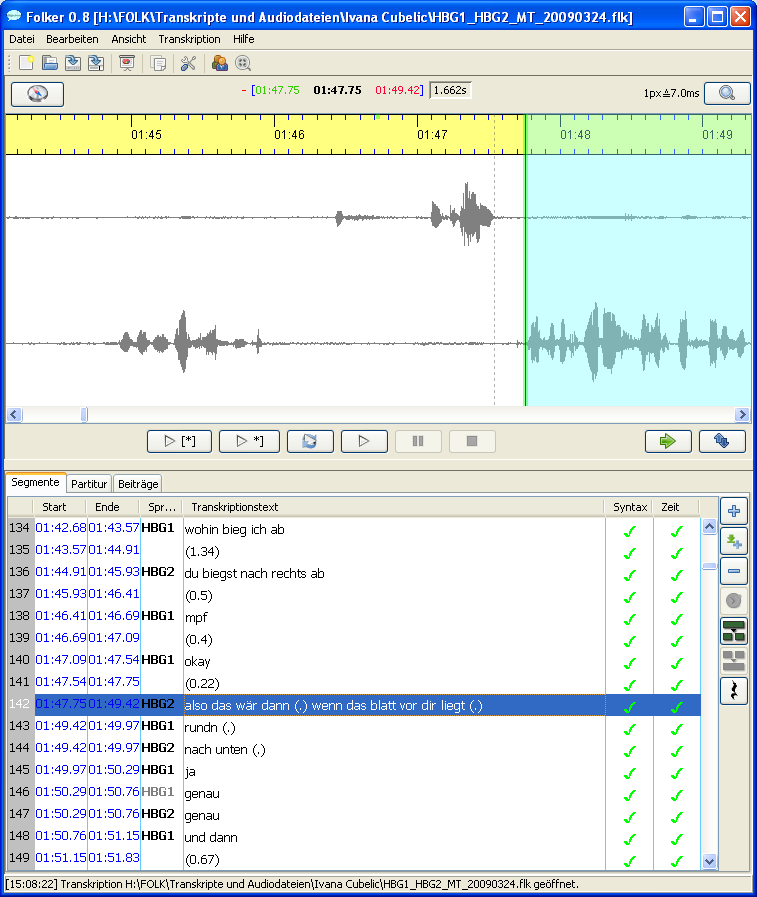 Folker 0.8 [H:\FOLK\Transkripte und Audiodateien\Ivana Cubelic\HBG1_HBG2_MT_20090324.flk]
Datei Bearbeiten Ansicht Transkription Hilfe
- [01:47.75 01:47.75 01:49.42] 1.662s 1px≙7.0ms
01:45 01:46 01:47 01:48 01:49
[*] *]
Segmente Partitur Beiträge
Start Ende Spr... Transkriptionstext Syntax Zeit
134 01:42.68 01:43.57 HBG1 wohin bieg ich ab
135 01:43.57 01:44.91 (1.34)
136 01:44.91 01:45.93 HBG2 du biegst nach rechts ab
137 01:45.93 01:46.41 (0.5)
138 01:46.41 01:46.69 HBG1 mpf
139 01:46.69 01:47.09 (0.4)
140 01:47.09 01:47.54 HBG1 okay
141 01:47.54 01:47.75 (0.22)
142 01:47.75 01:49.42 HBG2 also das wär dann (.) wenn das blatt vor dir liegt (.)
143 01:49.42 01:49.97 HBG1 rundn (.)
144 01:49.42 01:49.97 HBG2 nach unten (.)
145 01:49.97 01:50.29 HBG1 ja
146 01:50.29 01:50.76 HBG1 genau
147 01:50.29 01:50.76 HBG2 genau
148 01:50.76 01:51.15 HBG1 und dann
149 01:51.15 01:51.83 (0.67)
[15:08:22] Transkription H:\FOLK\Transkripte und Audiodateien\Ivana Cubelic\HBG1_HBG2_MT_20090324.flk geöffnet.